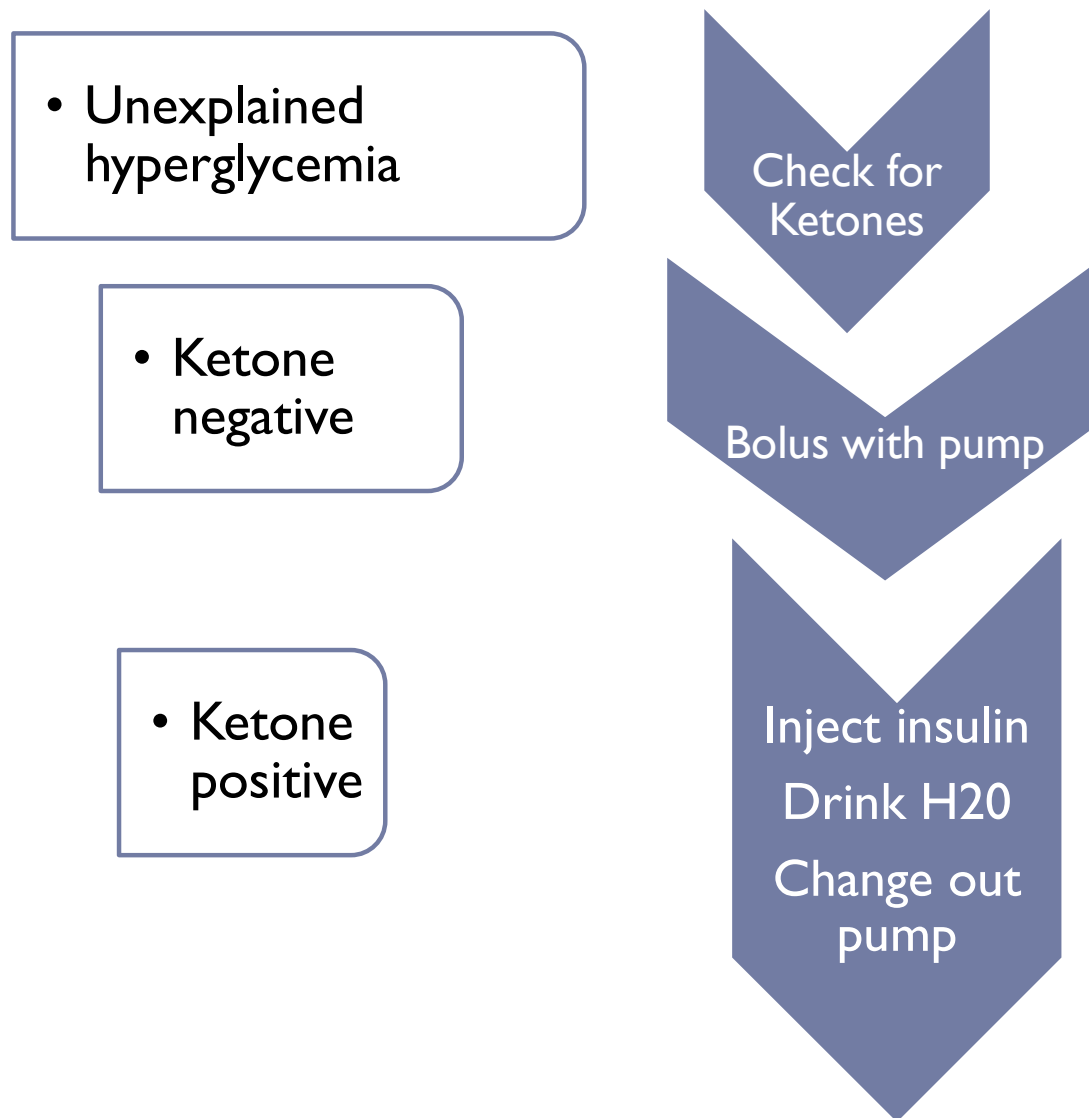 • Unexplained
hyperglycemia
Check for
Ketones
• Ketone
negative
Bolus with pump
• Ketone
positive
Inject insulin
Drink H20
Change out
pump